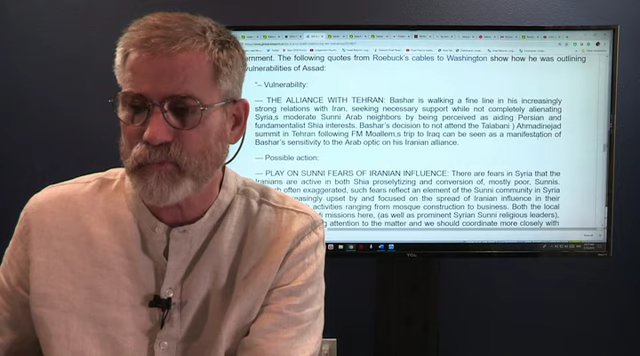 rnment. The following quotes from Roebuck's cables to Washington show how he was outlining
ulnerabilities of Assad:
"– Vulnerability:
— THE ALLIANCE WITH TEHRAN: Bashar is walking a fine line in his increasingly
strong relations with Iran, seeking necessary support while not completely alienating
Syria,s moderate Sunni Arab neighbors by being perceived as aiding Persian and
fundamentalist Shia interests. Bashar's decision to not attend the Talabani ) Ahmadinejad
summit in Tehran following FM Moallem,s trip to Iraq can be seen as a manifestation of
Bashar's sensitivity to the Arab optic on his Iranian alliance.
–– Possible action:
— PLAY ON SUNNI FEARS OF IRANIAN INFLUENCE: There are fears in Syria that the
Iranians are active in both Shia proselytizing and conversion of, mostly poor, Sunnis.
often exaggerated, such fears reflect an element of the Sunni community in Syria
easingly upset by and focused on the spread of Iranian influence in their
activities ranging from mosque construction to business. Both the local
missions here, (as well as prominent Syrian Sunni religious leaders),
attention to the matter and we should coordinate more closely with
TCL